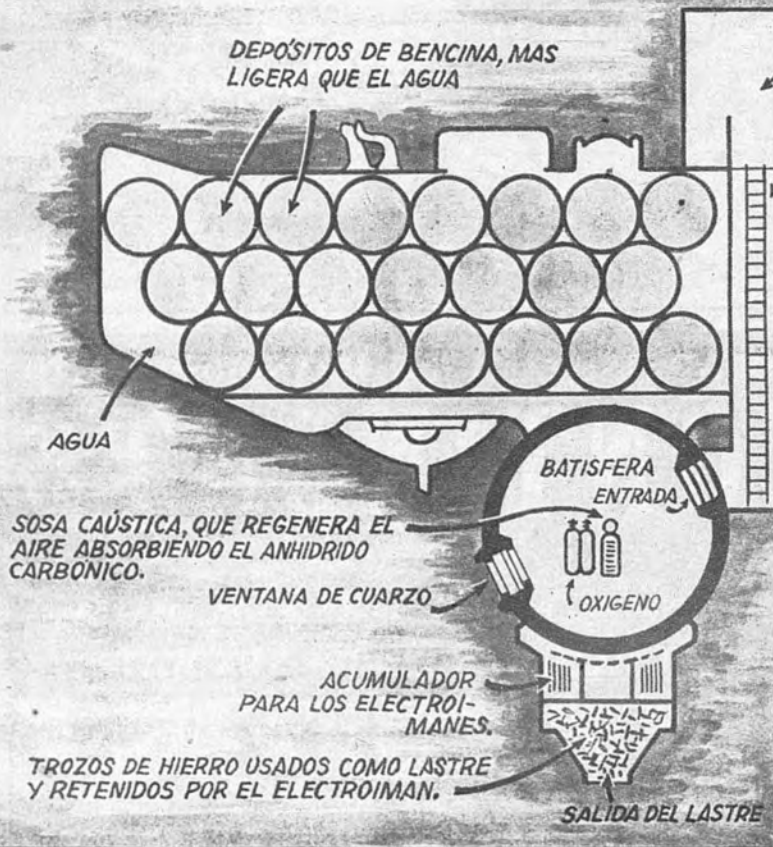 DEPÓSITOS DE BENCINA, MAS
LIGERA QUE EL AGUA
AGUA
BATISFERA
ENTRADA
SOSA CAÚSTICA, QUE REGENERA EL
AIRE ABSORBIENDO EL ANHIDRIDO
CARBÓNICO.
VENTANA DE CUARZO
OXIGENO
ACUMULADOR
PARA LOS ELECTROI-
MANES.
TROZOS DE HIERRO USADOS COMO LASTRE
Y RETENIDOS POR EL ELECTROIMAN.
SALIDA DEL LASTRE